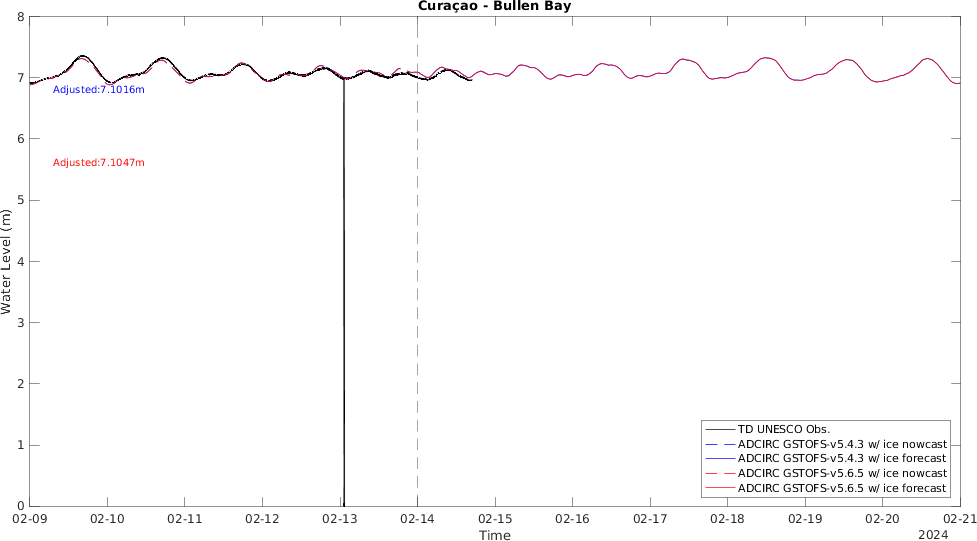 Curaçao - Bullen Bay
8
7
6
5
4
3
2
1
0
Water Level (m)
Adjusted:7.1016m
Adjusted:7.1047m
TD UNESCO Obs.
ADCIRC GSTOFS-v5.4.3 w/ ice nowcast
ADCIRC GSTOFS-v5.4.3 w/ ice forecast
ADCIRC GSTOFS-v5.6.5 w/ ice nowcast
ADCIRC GSTOFS-v5.6.5 w/ ice forecast
02-09 02-10 02-11 02-12 02-13 02-14 02-15 02-16 02-17 02-18 02-19 02-20 02-21
Time
2024